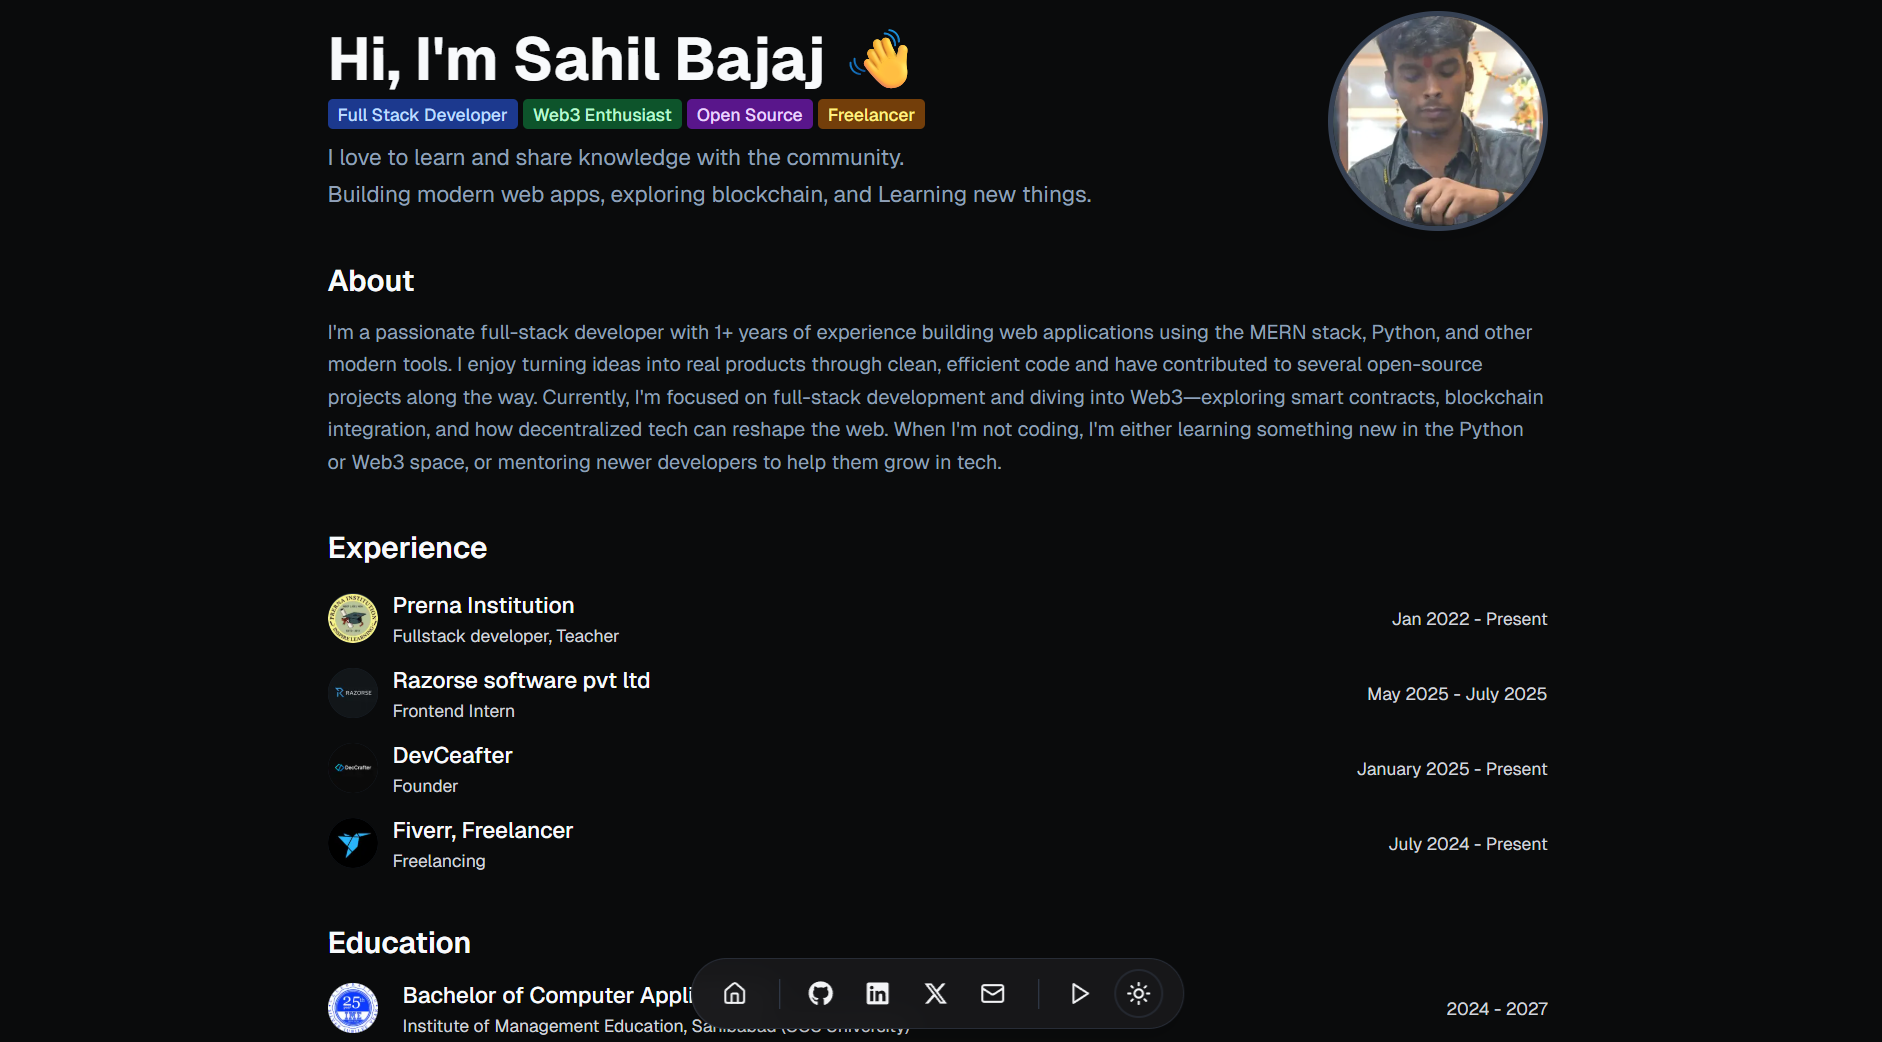 Hi, I'm Sahil Bajaj 👋
Full Stack Developer Web3 Enthusiast Open Source Freelancer
I love to learn and share knowledge with the community.
Building modern web apps, exploring blockchain, and Learning new things.
About
I'm a passionate full-stack developer with 1+ years of experience building web applications using the MERN stack, Python, and other
modern tools. I enjoy turning ideas into real products through clean, efficient code and have contributed to several open-source
projects along the way. Currently, I'm focused on full-stack development and diving into Web3—exploring smart contracts, blockchain
integration, and how decentralized tech can reshape the web. When I'm not coding, I'm either learning something new in the Python
or Web3 space, or mentoring newer developers to help them grow in tech.
Experience
PRERNA INSTITUTION
Prerna Institution
Fullstack developer, Teacher
Jan 2022 - Present
RAZORSE
Razorse software pvt ltd
Frontend Intern
May 2025 - July 2025
DevCeafter
Founder
January 2025 - Present
Fiverr, Freelancer
Freelancing
July 2024 - Present
Education
25
IME
Bachelor of Computer Appli
Institute of Management Education,
2024 - 2027